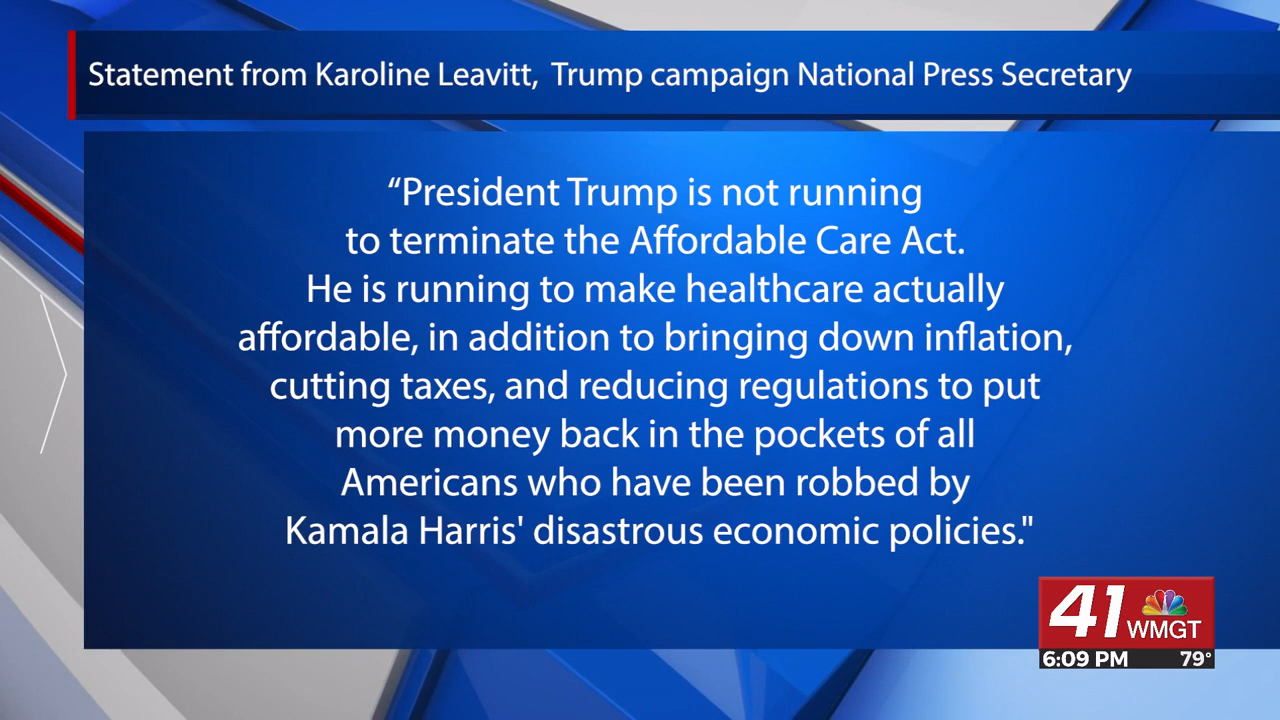 Statement from Karoline Leavitt,  Trump campaign National Press Secretary
“President Trump is not running
to terminate the Affordable Care Act.
He is running to make healthcare actually
affordable, in addition to bringing down inflation,
cutting taxes, and reducing regulations to put
more money back in the pockets of all
Americans who have been robbed by
Kamala Harris' disastrous economic policies."
41
WMGT
6:09 PM 79°